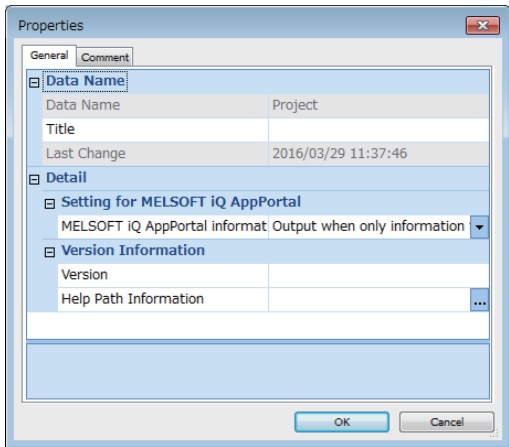 Properties
General Comment
Data Name
Data Name Project
Title
Last Change 2016/03/29 11:37:46
Detail
Setting for MELSOFT iQ AppPortal
MELSOFT iQ AppPortal informat Output when only information
Version Information
Version
Help Path Information ...
OK Cancel